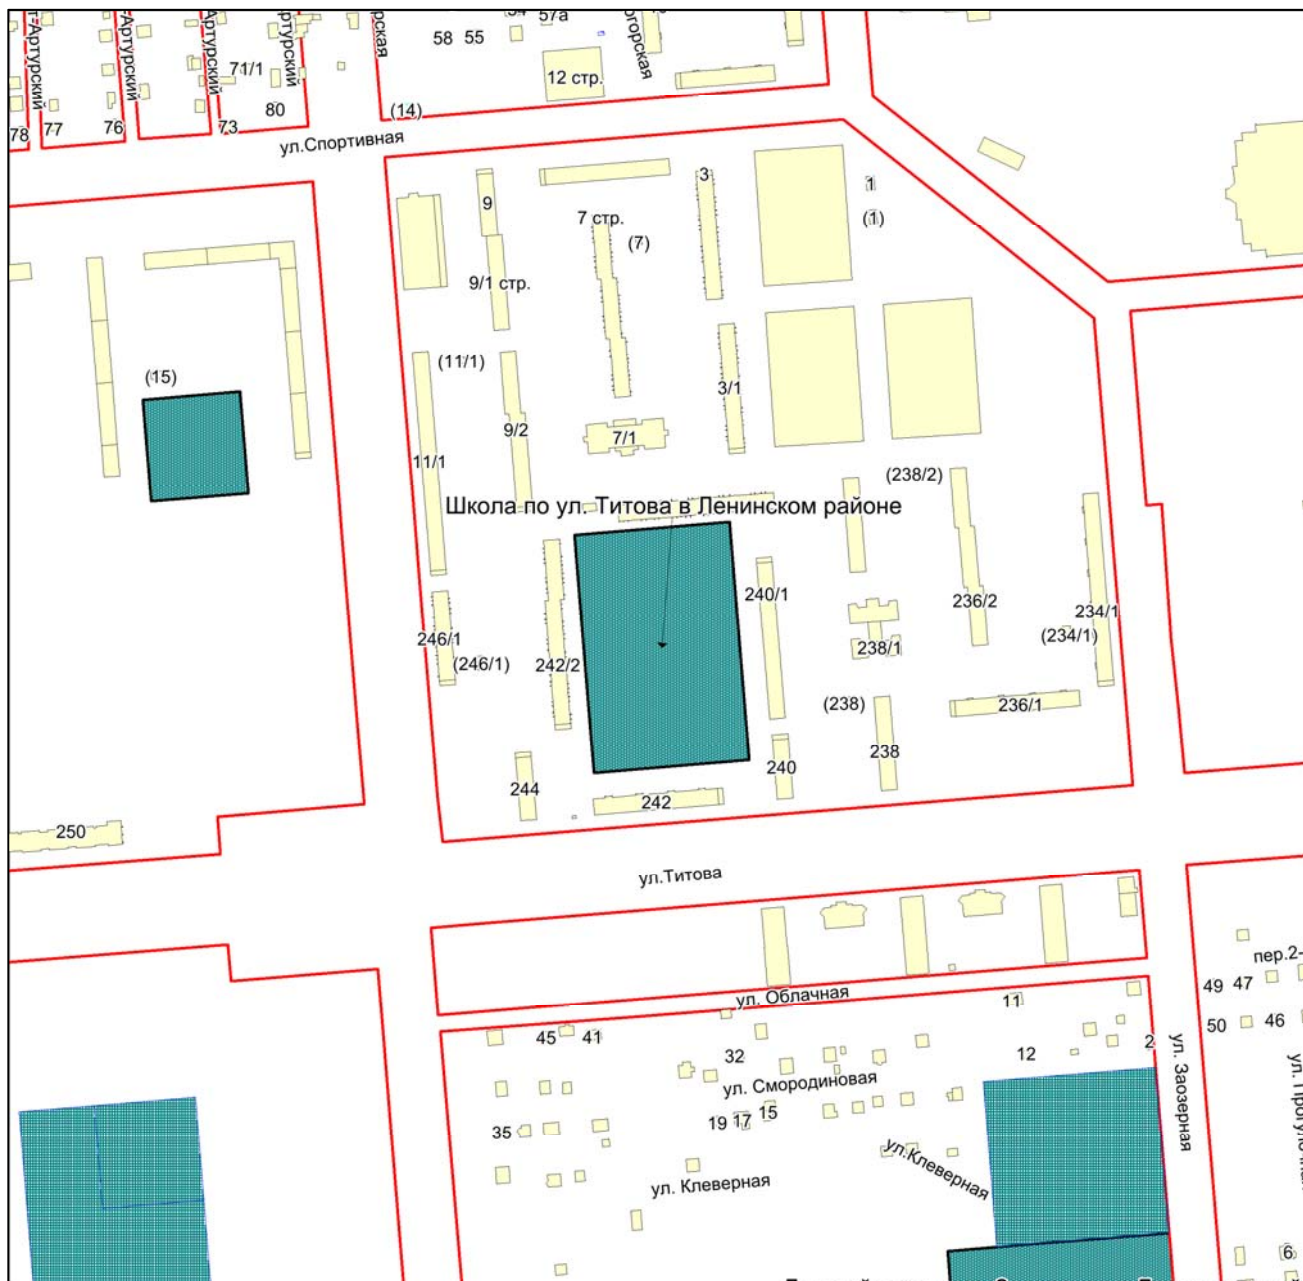 58 55
57а
12 стр.
71/1
80
(14)
78 77 76 73
ул.Спортивная
3
9
1
7 стр.
(7)
(1)
9/1 стр.
(11/1)
(15)
3/1
9/2
7/1
11/1
(238/2)
Школа по ул. Титова в Ленинском районе
240/1
236/2
234/1
246/1
(246/1)
242/2
238/1
(234/1)
(238)
236/1
238
240
244
242
250
ул.Титова
пер.2-
49 47
ул. Облачная
11
50 46
45 41
2
12
32
ул. Заозерная
ул. Смородиновая
19 17 15
35
ул.Клеверная
ул. Клеверная
6